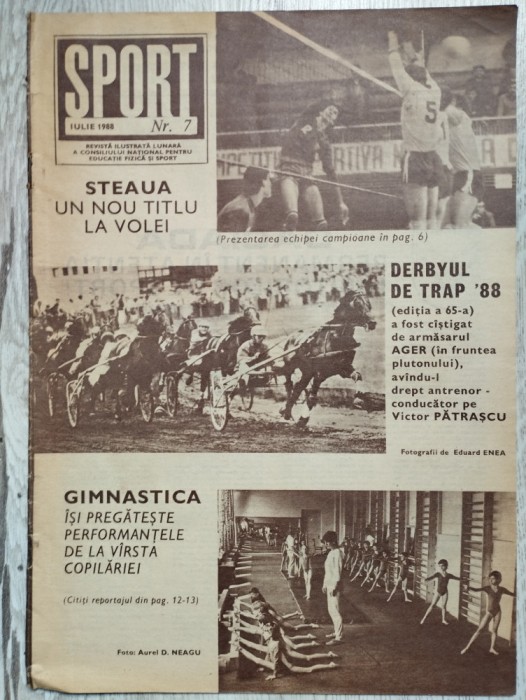 SPORT
IULIE 1988 Nr. 7
REVISTĂ ILUSTRATĂ LUNARĂ
A CONSILIULUI NAȚIONAL PENTRU
EDUCAȚIE FIZICĂ ȘI SPORT
STEAUA
UN NOU TITLU
LA VOLEI
5
(Prezentarea echipei campioane în pag. 6)
DERBYUL
DE TRAP '88
(ediția a 65-a)
a fost cîștigat
de armăsarul
AGER (în fruntea
plutonului),
avîndu-l
drept antrenor -
conducător pe
Victor PĂTRAȘCU
Fotografii de Eduard ENEA
GIMNASTICA
ÎȘI PREGĂTEȘTE
PERFORMANȚELE
DE LA VÎRSTA
COPILĂRIEI
(Citiți reportajul din pag. 12-13)
Foto: Aurel D. NEAGU